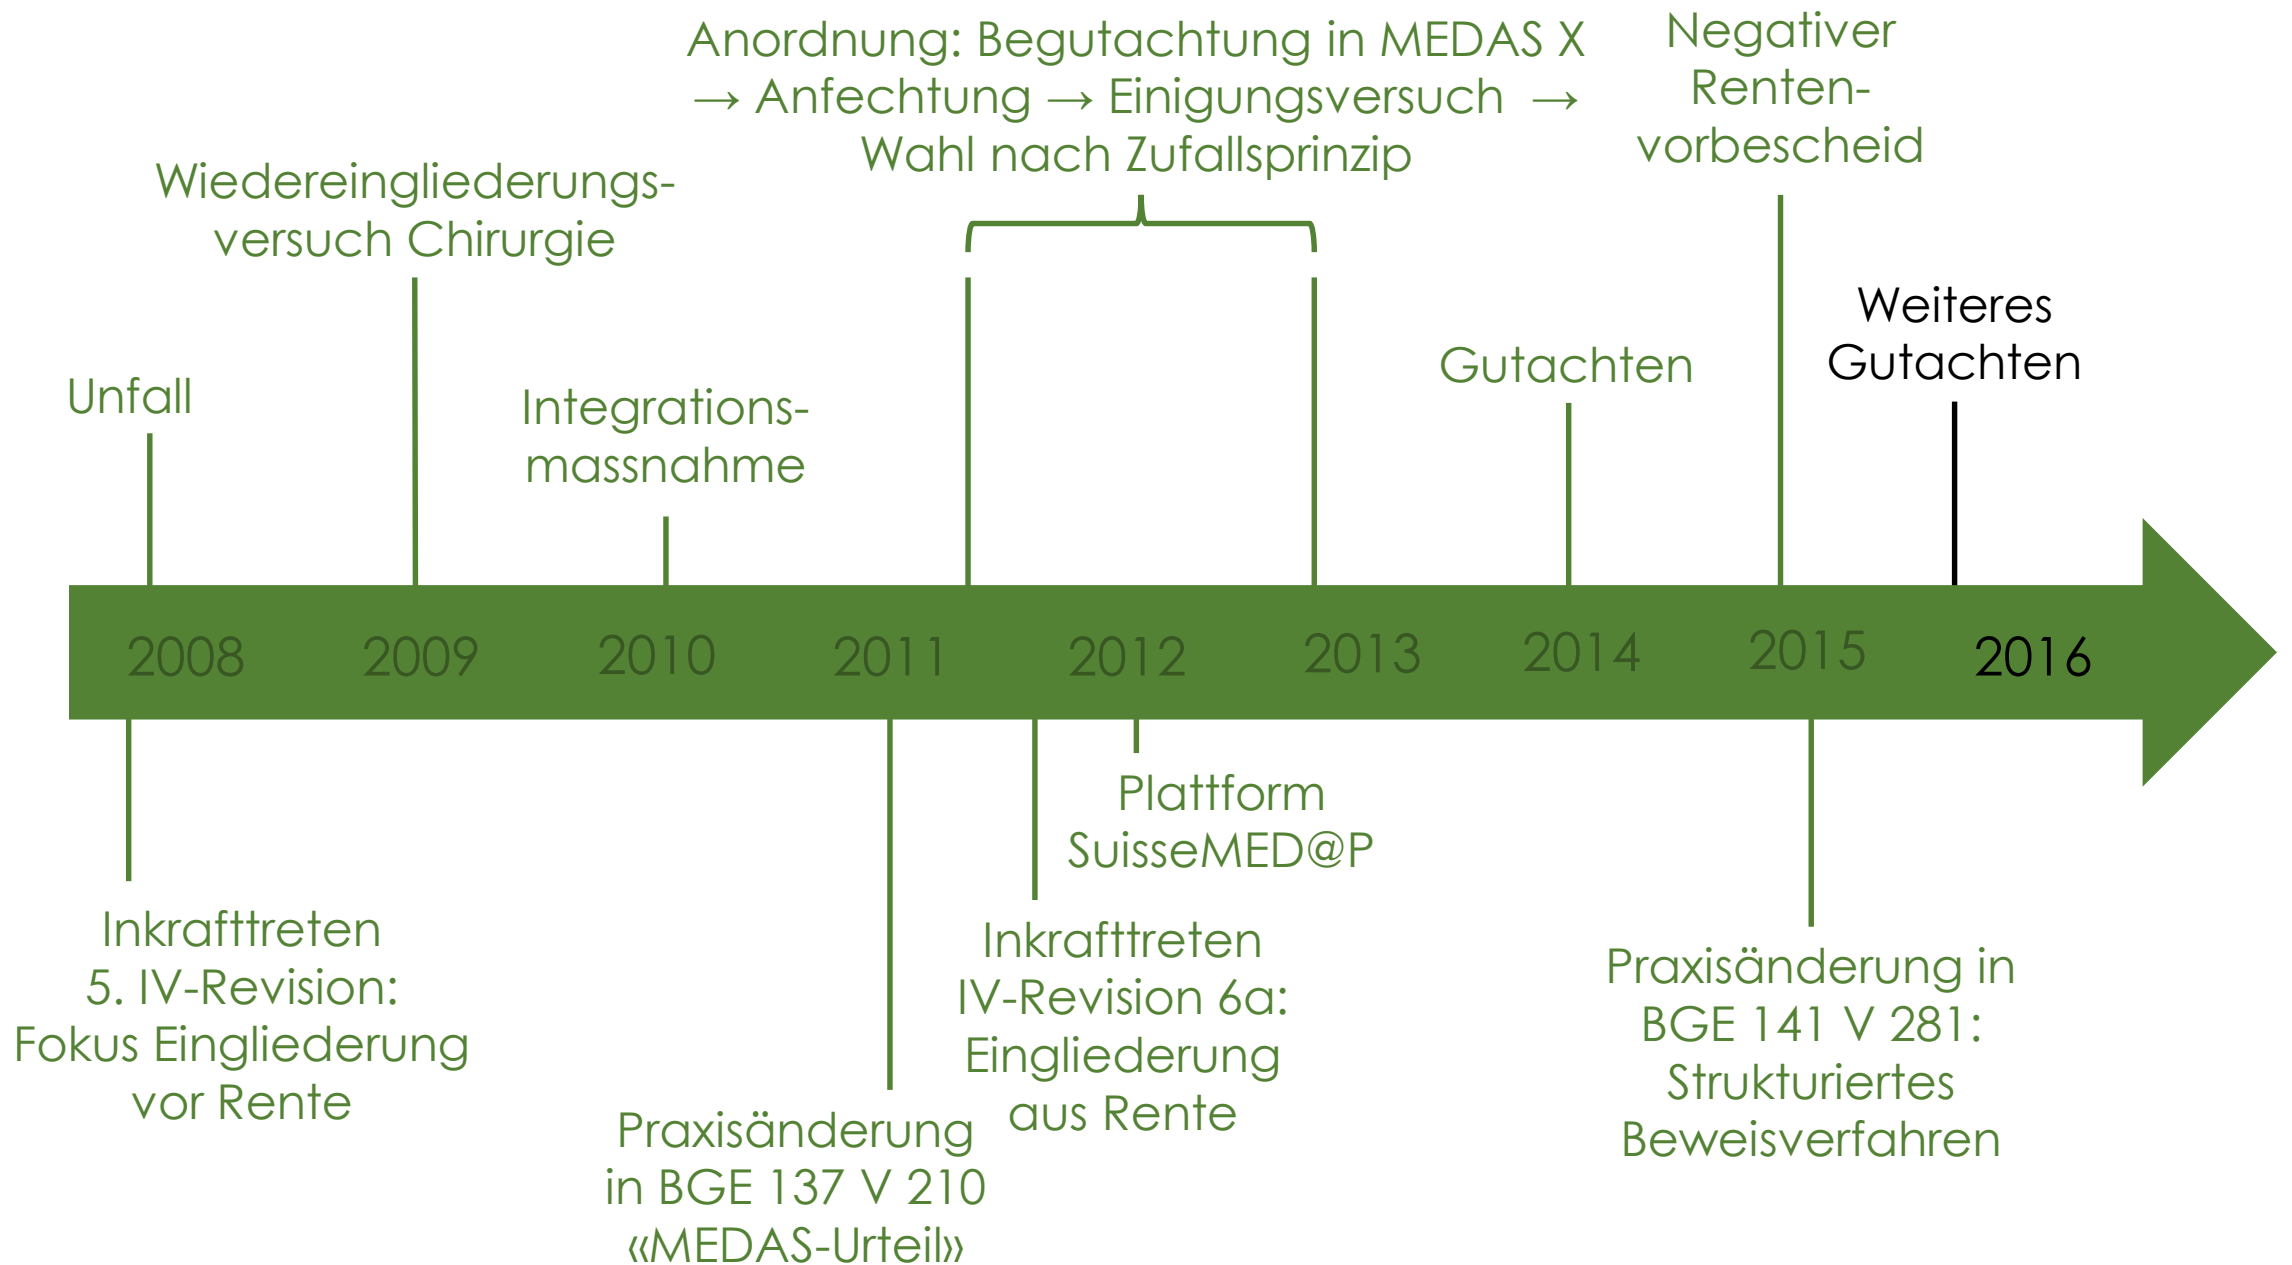 Anordnung: Begutachtung in MEDAS X
→ Anfechtung → Einigungsversuch →
Wahl nach Zufallsprinzip
Negativer
Renten-
vorbescheid
Wiedereingliederungs-
versuch Chirurgie
Weiteres
Gutachten
Gutachten
Unfall
Integrations-
massnahme
2008
2009
2010
2011
2012
2013
2014
2015
2016
Plattform
SuisseMED@P
Inkrafttreten
5. IV-Revision:
Fokus Eingliederung
vor Rente
Praxisänderung
in BGE 137 V 210
«MEDAS-Urteil»
Inkrafttreten
IV-Revision 6a:
Eingliederung
aus Rente
Praxisänderung in
BGE 141 V 281:
Strukturiertes
Beweisverfahren